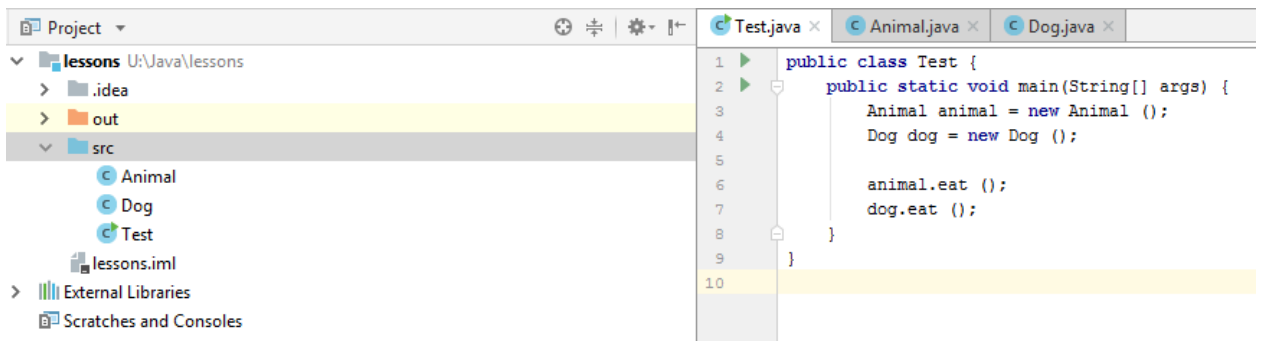 Project
lessons U:\Java\lessons
.idea
out
src
Animal
Dog
Test
lessons.iml
External Libraries
Scratches and Consoles
Test.java Animal.java Dog.java
1 public class Test {
2 public static void main(String[] args) {
3 Animal animal = new Animal ();
4 Dog dog = new Dog ();
5
6 animal.eat ();
7 dog.eat ();
8 }
9 }
10